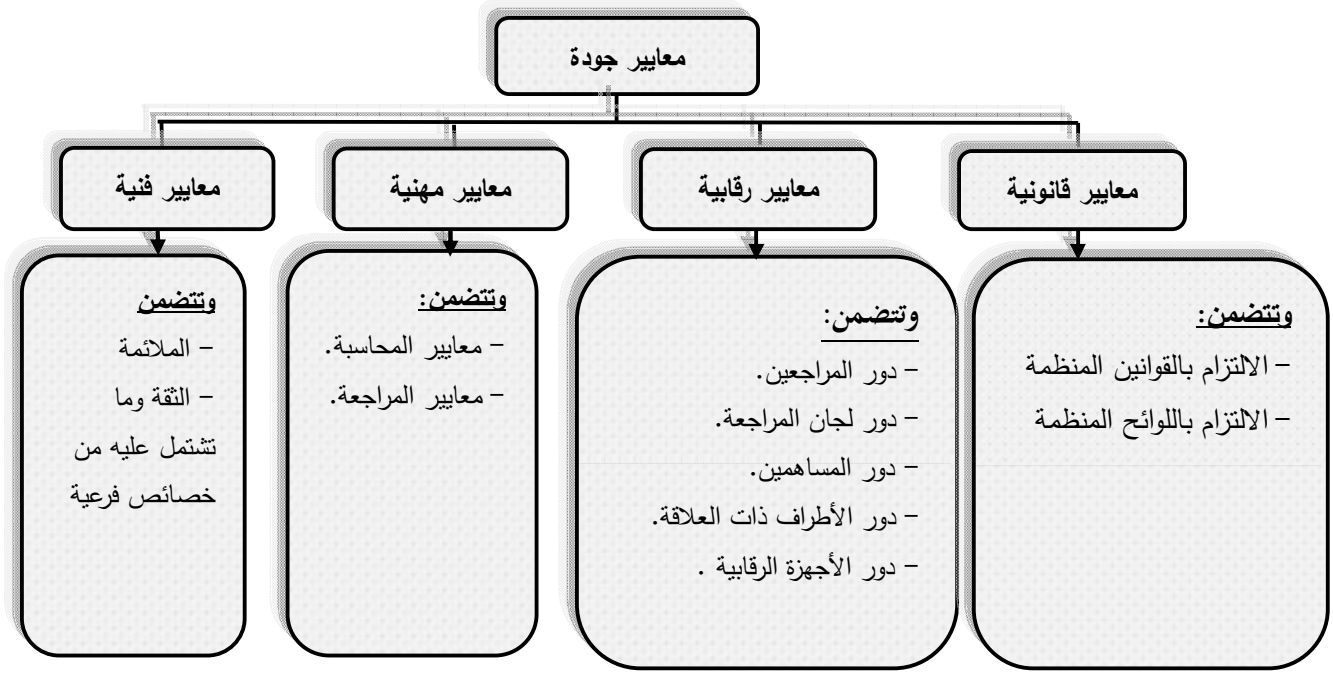 معايير جودة
معايير قانونية
معايير رقابية
معايير مهنية
معايير فنية
وتتضمن:
- الالتزام بالقوانين المنظمة
- الالتزام باللوائح المنظمة
وتتضمن:
- دور المراجعين.
- دور لجان المراجعة.
- دور المساهمين.
- دور الأطراف ذات العلاقة.
- دور الأجهزة الرقابية .
وتتضمن:
- معايير المحاسبة.
- معايير المراجعة.
وتتضمن
- الملائمة
- الثقة وما
تشتمل عليه من
خصائص فرعية